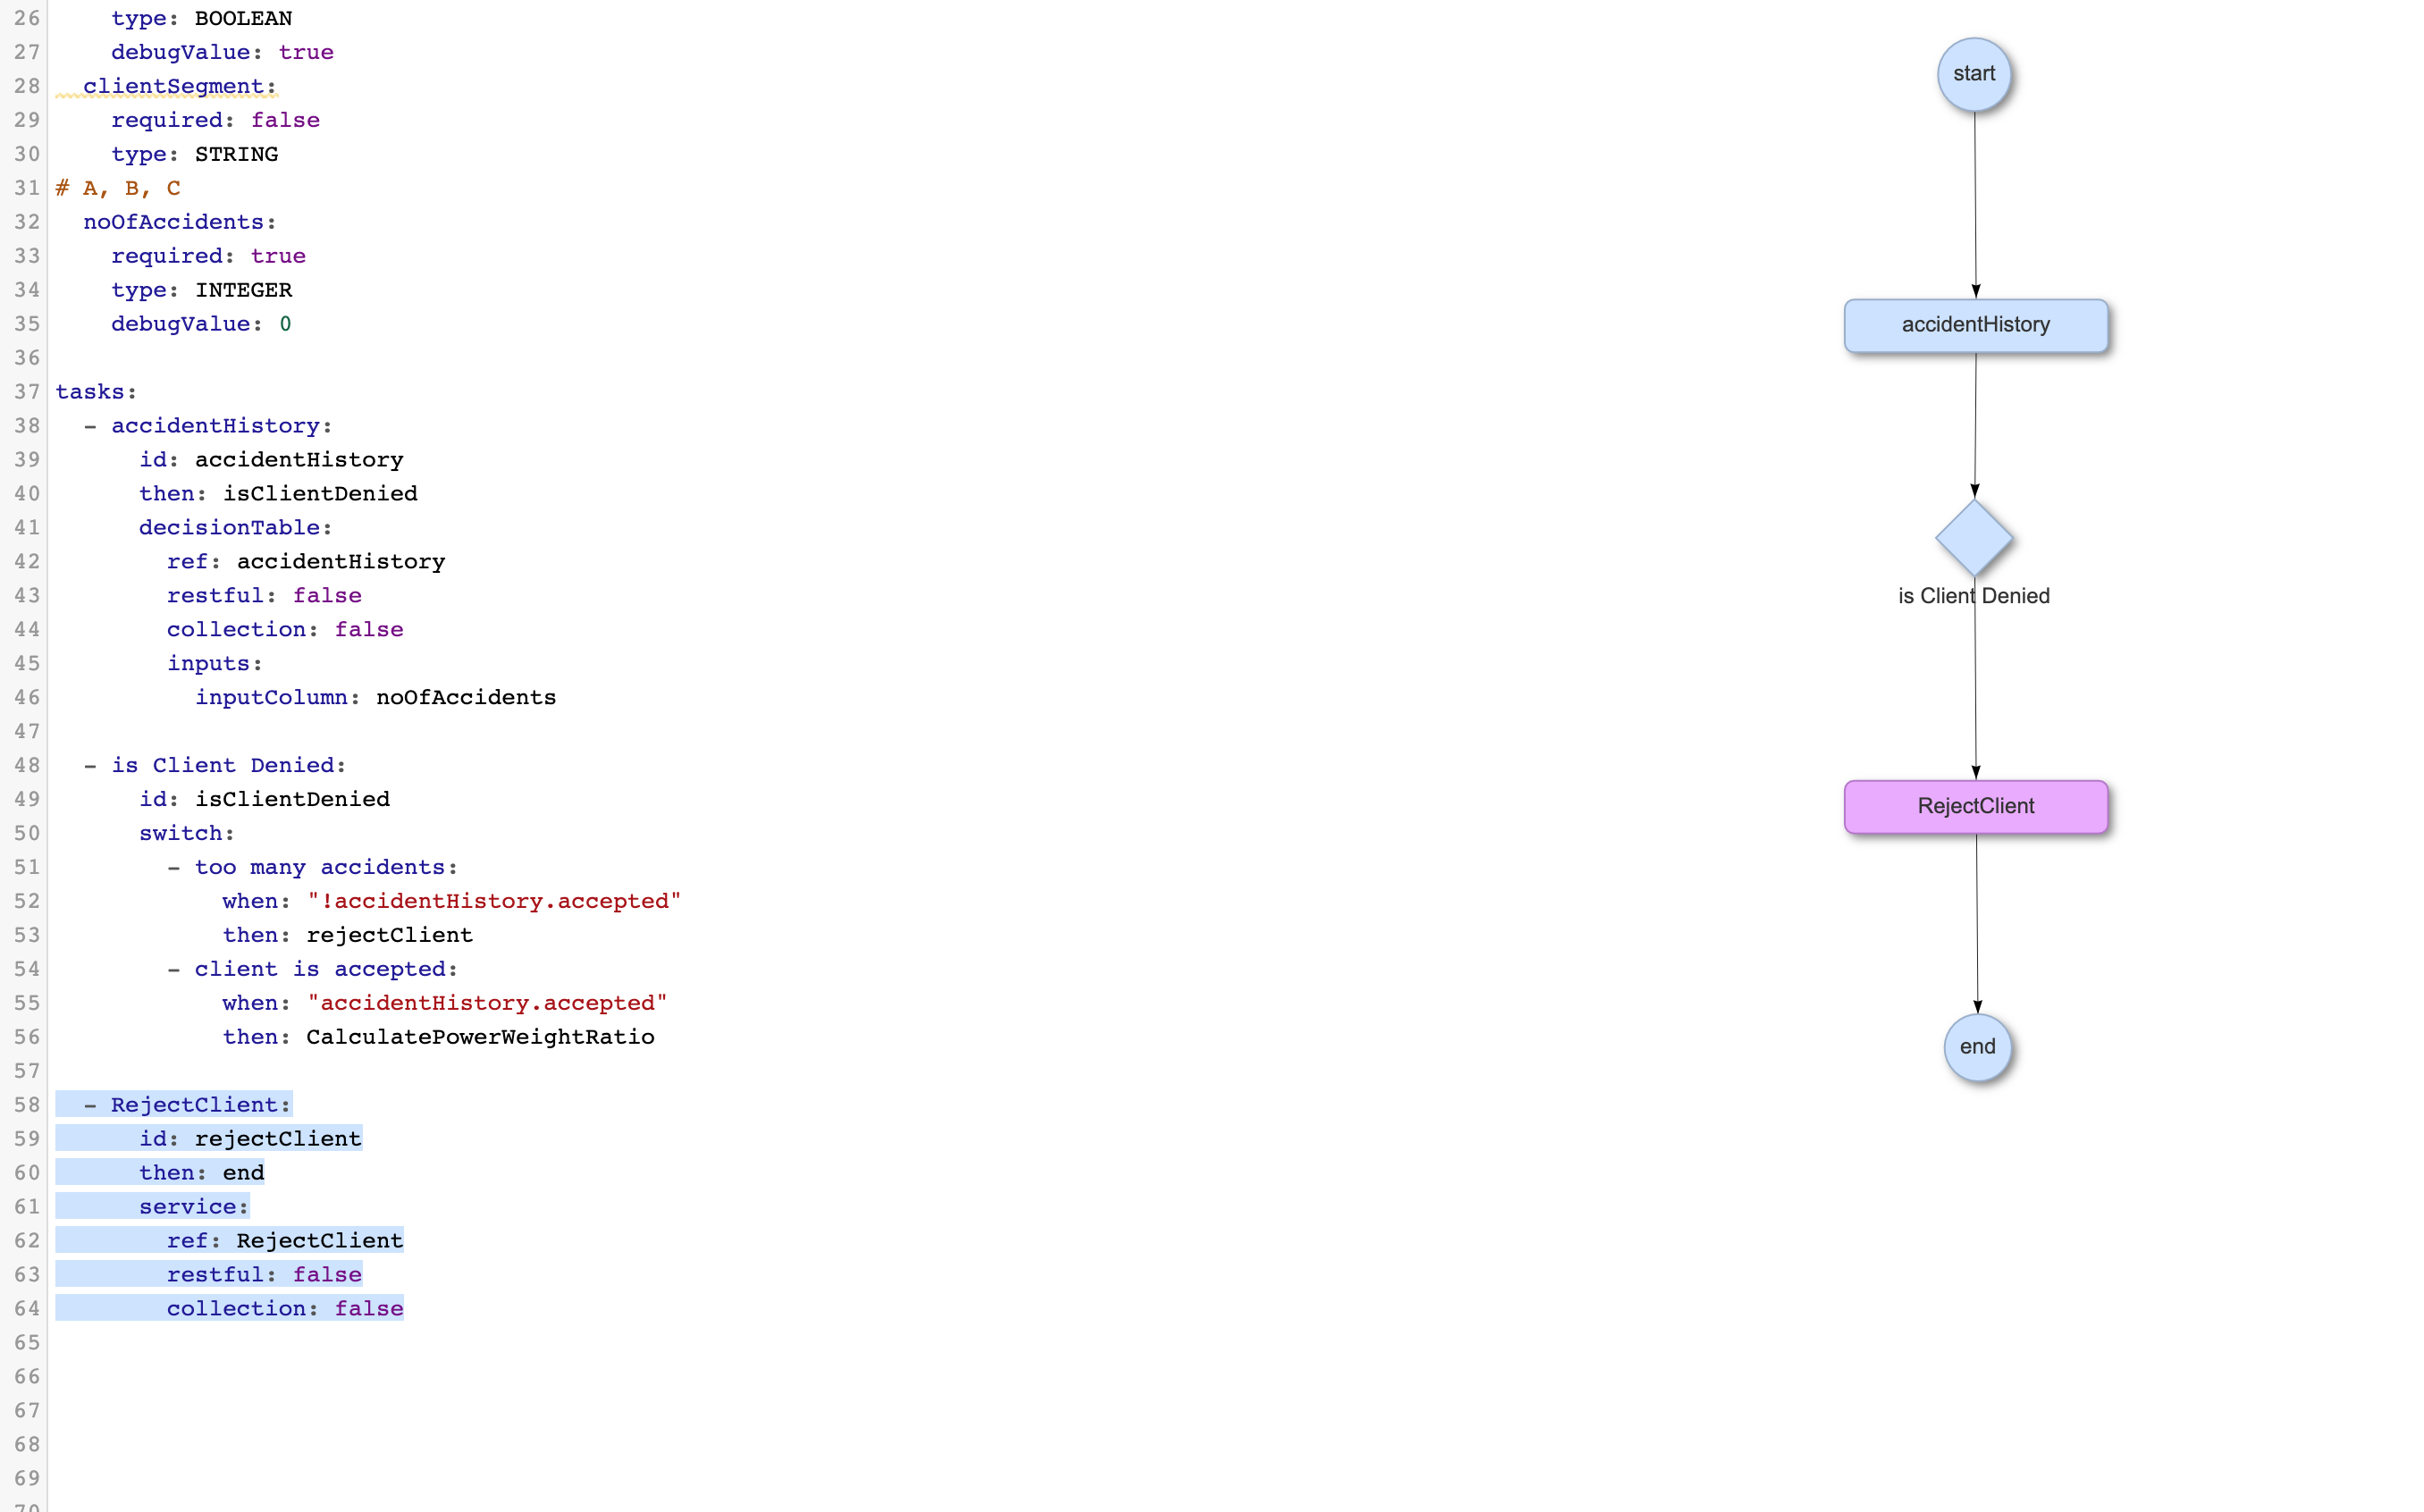 26 type: BOOLEAN
27 debugValue: true
28 clientSegment:
29 required: false
30 type: STRING
31 # A, B, C
32 noOfAccidents:
33 required: true
34 type: INTEGER
35 debugValue: 0
36
37 tasks:
38 - accidentHistory:
39 id: accidentHistory
40 then: isClientDenied
41 decisionTable:
42 ref: accidentHistory
43 restful: false
44 collection: false
45 inputs:
46 inputColumn: noOfAccidents
47
48 - is Client Denied:
49 id: isClientDenied
50 switch:
51 - too many accidents:
52 when: "!accidentHistory.accepted"
53 then: rejectClient
54 - client is accepted:
55 when: "accidentHistory.accepted"
56 then: CalculatePowerWeightRatio
57
58 - RejectClient:
59 id: rejectClient
60 then: end
61 service:
62 ref: RejectClient
63 restful: false
64 collection: false
65
66
67
68
69
70
start
accidentHistory
is Client Denied
RejectClient
end